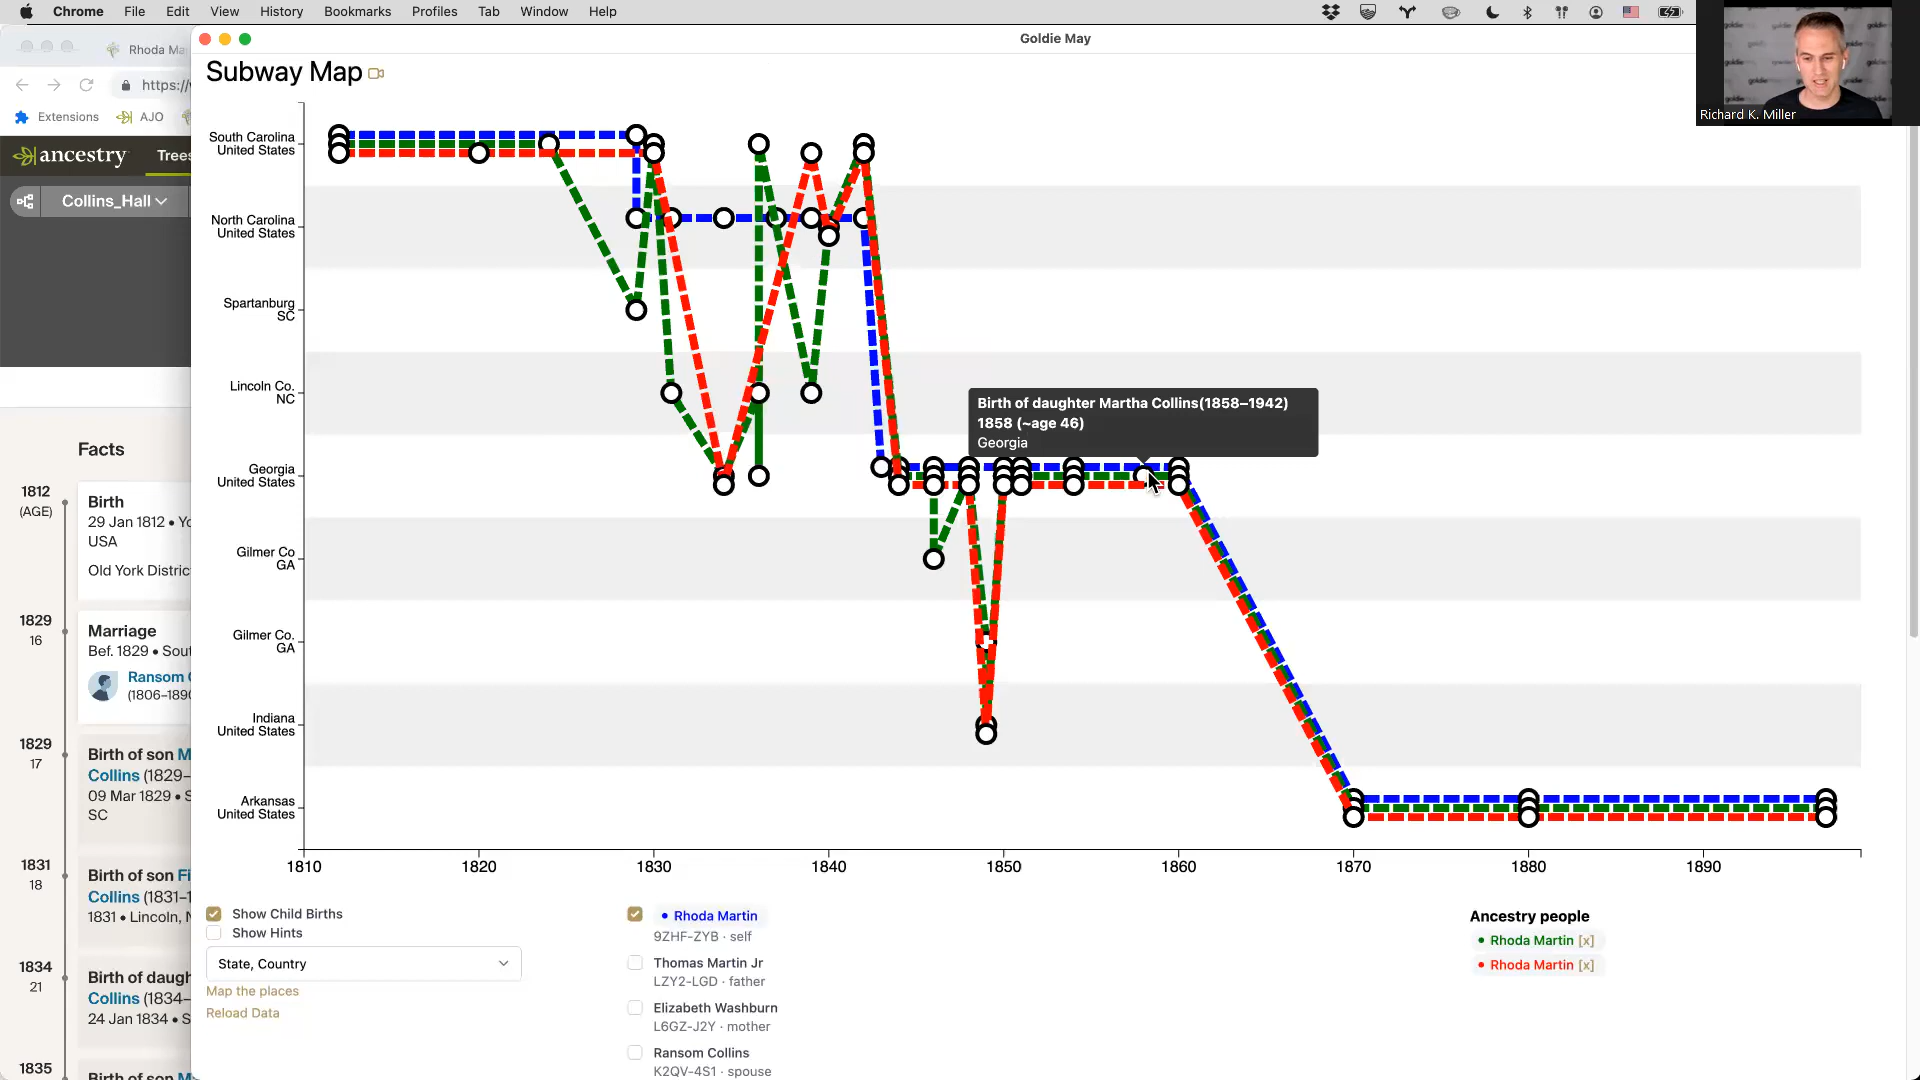 Chrome File Edit View History Bookmarks Profiles Tab Window Help
Richard K. Miller
Rhoda Ma
https://
Extensions AJO
ancestry Trees
Collins_Hall
Facts
1812
(AGE)
Birth
29 Jan 1812 • Yo
USA
Old York Distric
1829
16
Marriage
Bef. 1829 • Sout
Ransom
(1806–189
1829
17
Birth of son M
Collins (1829–
09 Mar 1829 • S
SC
1831
18
Birth of son Fi
Collins (1831–1
1831 • Lincoln, N
1834
21
Birth of daugh
Collins (1834–
24 Jan 1834 • S
1835
Birth of son M
Goldie May
Subway Map
South Carolina
United States
North Carolina
United States
Spartanburg
SC
Lincoln Co.
NC
Georgia
United States
Gilmer Co
GA
Gilmer Co.
GA
Indiana
United States
Arkansas
United States
Birth of daughter Martha Collins(1858–1942)
1858 (~age 46)
Georgia
1810 1820 1830 1840 1850 1860 1870 1880 1890
Show Child Births
Show Hints
State, Country
Map the places
Reload Data
• Rhoda Martin
9ZHF-ZYB · self
Thomas Martin Jr
LZY2-LGD · father
Elizabeth Washburn
L6GZ-J2Y · mother
Ransom Collins
K2QV-4S1 · spouse
Ancestry people
• Rhoda Martin [x]
• Rhoda Martin [x]